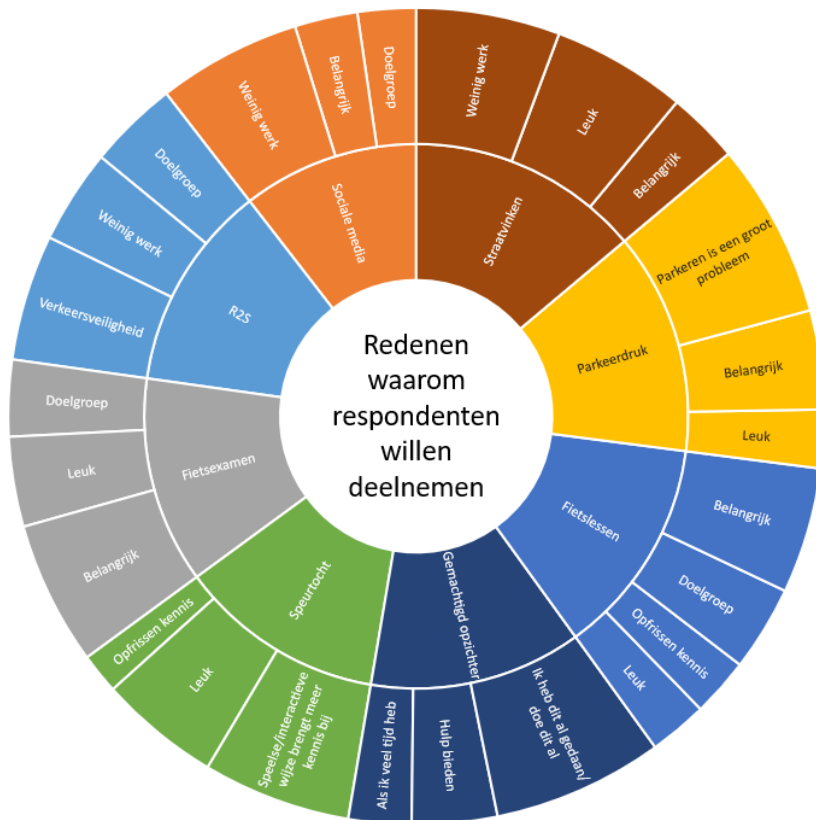 Redenen
waarom
respondenten
willen
deelnemen
Straatvinken
Weinig werk
Leuk
Belangrijk
Parkeerdruk
Parkeren is een groot
probleem
Belangrijk
Leuk
Fietslessen
Belangrijk
Doelgroep
Opfrissen kennis
Leuk
Gemachtigd opzichter
Ik heb dit al gedaan/
doe dit al
Hulp bieden
Als ik veel tijd heb
Speurtocht
Speelse/interactieve
wijze brengt meer
kennis bij
Leuk
Opfrissen kennis
Fietsexamen
Belangrijk
Leuk
Doelgroep
R2S
Verkeersveiligheid
Weinig werk
Doelgroep
Sociale media
Weinig werk
Belangrijk
Doelgroep